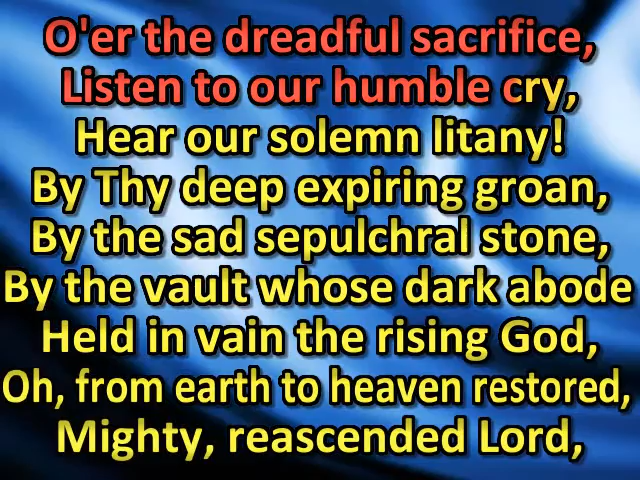 O'er the dreadful sacrifice,
Listen to our humble cry,
Hear our solemn litany!
By Thy deep expiring groan,
By the sad sepulchral stone,
By the vault whose dark abode
Held in vain the rising God,
Oh, from earth to heaven restored,
Mighty, reascended Lord,